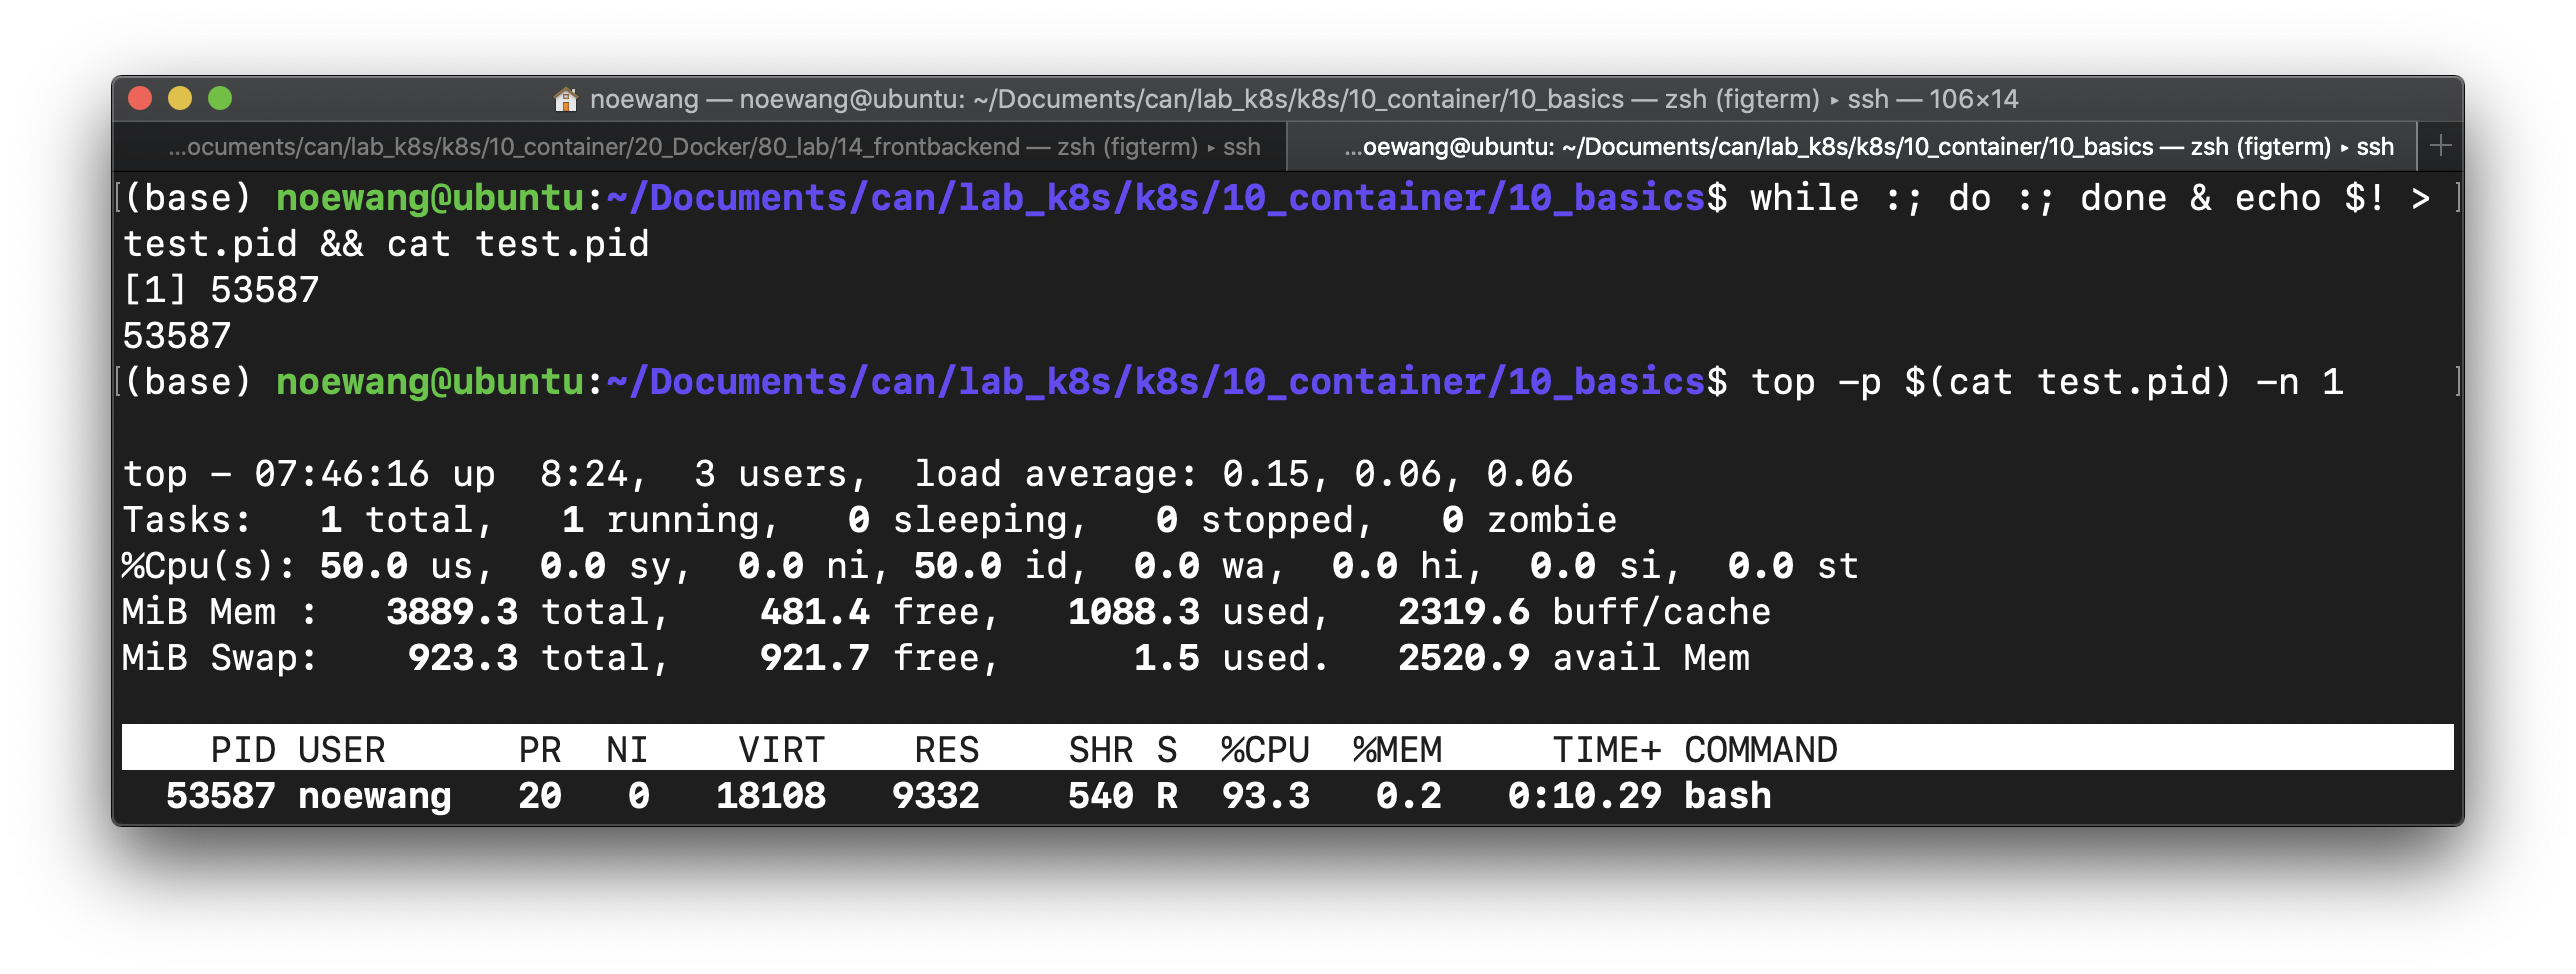 noewang — noewang@ubuntu: ~/Documents/can/lab_k8s/k8s/10_container/10_basics — zsh (figterm) ▸ ssh — 106×14
...ocuments/can/lab_k8s/k8s/10_container/20_Docker/80_lab/14_frontbackend — zsh (figterm) ▸ ssh ...oewang@ubuntu: ~/Documents/can/lab_k8s/k8s/10_container/10_basics — zsh (figterm) ▸ ssh +
[(base) noewang@ubuntu:~/Documents/can/lab_k8s/k8s/10_container/10_basics$ while :; do :; done & echo $! > ]
test.pid && cat test.pid
[1] 53587
53587
[(base) noewang@ubuntu:~/Documents/can/lab_k8s/k8s/10_container/10_basics$ top -p $(cat test.pid) -n 1 ]
top - 07:46:16 up  8:24,  3 users,  load average: 0.15, 0.06, 0.06
Tasks:   1 total,   1 running,   0 sleeping,   0 stopped,   0 zombie
%Cpu(s): 50.0 us,  0.0 sy,  0.0 ni, 50.0 id,  0.0 wa,  0.0 hi,  0.0 si,  0.0 st
MiB Mem :   3889.3 total,    481.4 free,   1088.3 used,   2319.6 buff/cache
MiB Swap:    923.3 total,    921.7 free,      1.5 used.   2520.9 avail Mem
    PID USER      PR  NI    VIRT    RES    SHR S  %CPU  %MEM     TIME+ COMMAND
  53587 noewang   20   0   18108   9332    540 R  93.3   0.2   0:10.29 bash